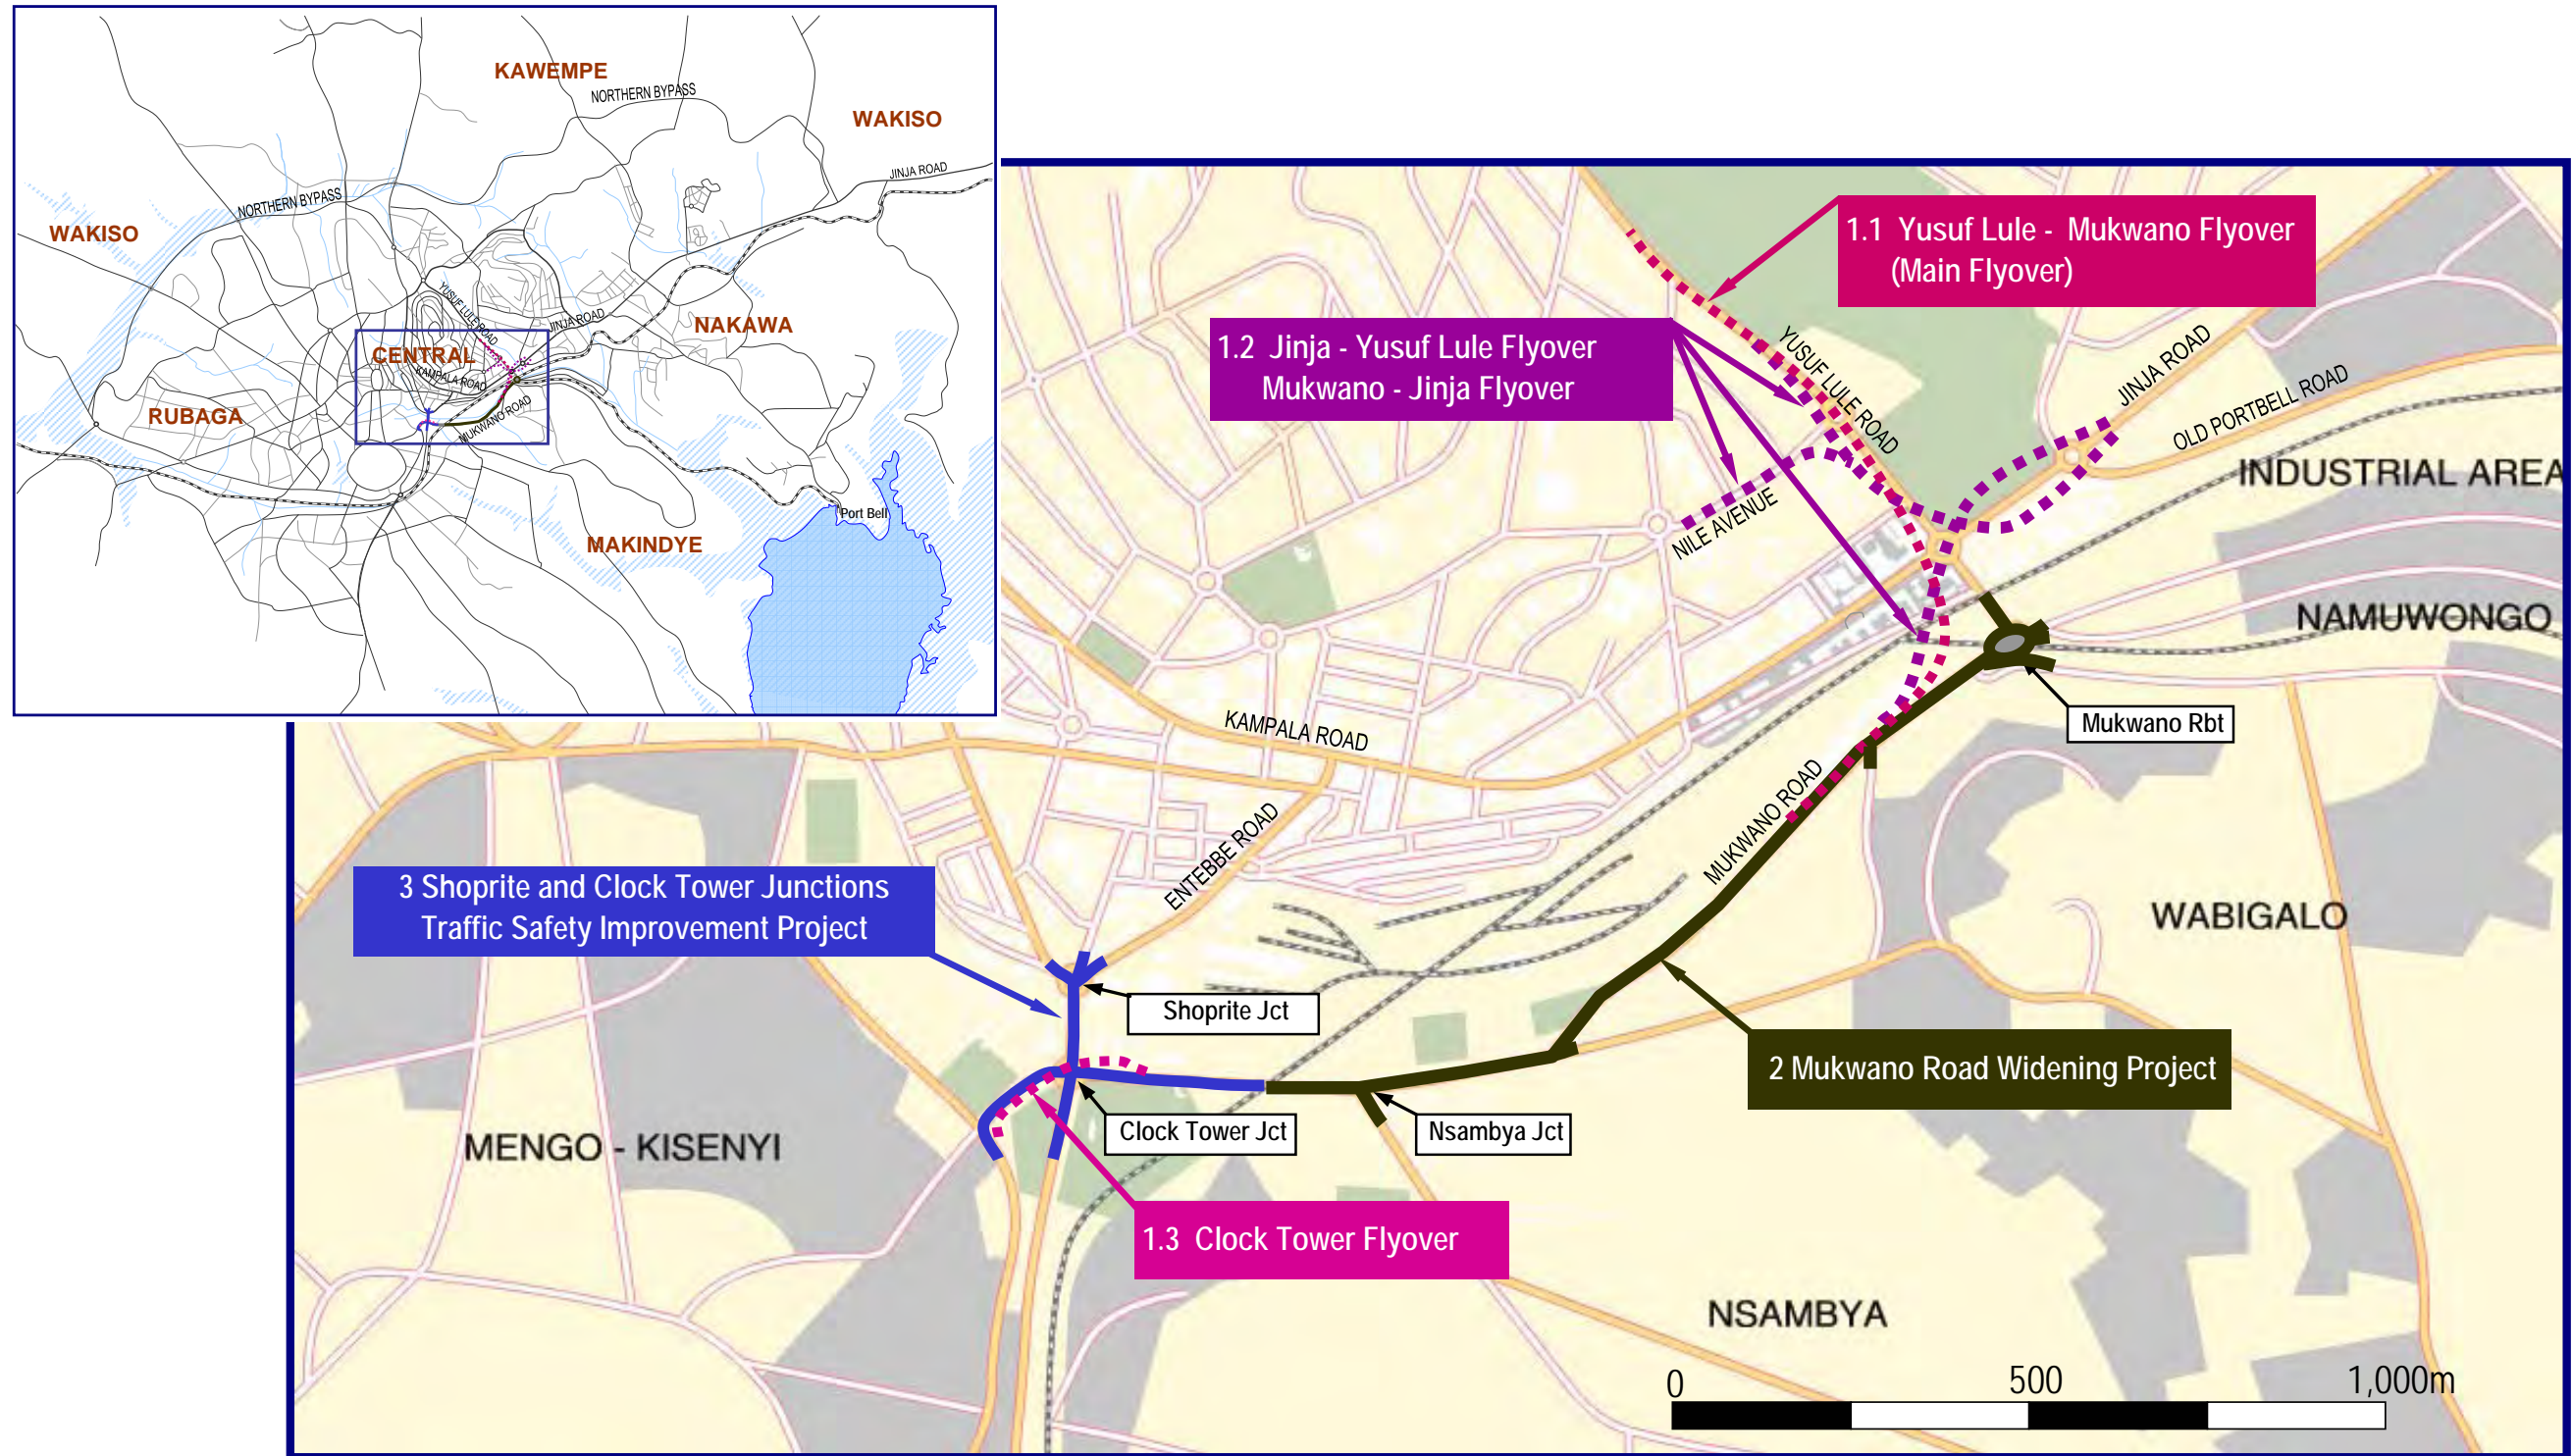 KAWEMPE
NORTHERN BYPASS
WAKISO
JINJA ROAD
NORTHERN BYPASS
WAKISO
YUSUF LULE ROAD
JINJA ROAD
NAKAWA
CENTRAL
KAMPALA ROAD
RUBAGA
MUKWANO ROAD
Port Bell
MAKINDYE
1.1 Yusuf Lule - Mukwano Flyover
(Main Flyover)
1.2 Jinja - Yusuf Lule Flyover
Mukwano - Jinja Flyover
YUSUF LULE ROAD
JINJA ROAD
OLD PORTBELL ROAD
INDUSTRIAL AREA
NILE AVENUE
NAMUWONGO
KAMPALA ROAD
Mukwano Rbt
MUKWANO ROAD
ENTEBBE ROAD
3 Shoprite and Clock Tower Junctions
Traffic Safety Improvement Project
WABIGALO
Shoprite Jct
2 Mukwano Road Widening Project
Clock Tower Jct
Nsambya Jct
MENGO - KISENYI
1.3 Clock Tower Flyover
NSAMBYA
0 500 1,000m